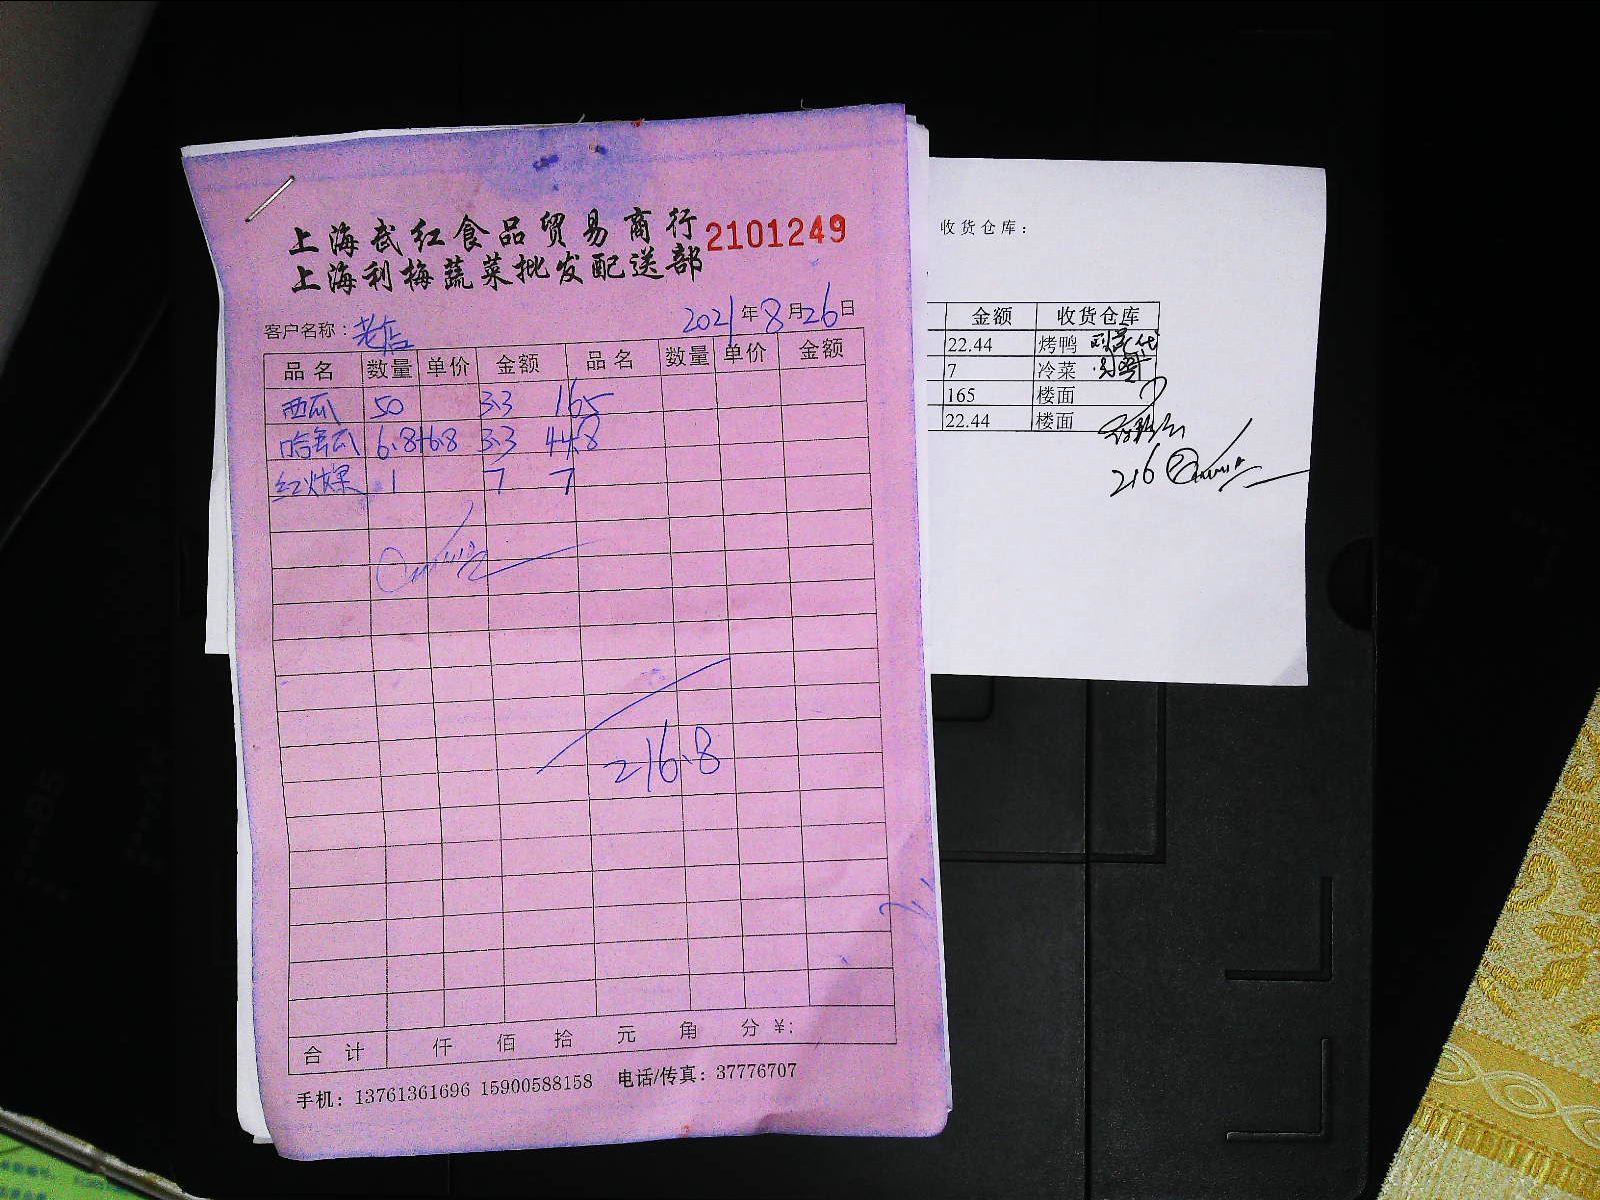 上海武红食品贸易商行
上海利梅蔬菜批发配送部
2101249
客户名称：老店
2021年8月26日
品名 数量 单价 金额 品名 数量 单价 金额
西瓜 50 3.3 165
哈密瓜 6.8+6.8 3.3 44.8
红火果 1 7 7
216.8
合计 仟 佰 拾 元 角 分 ¥:
手机：13761361696 15900588158 电话/传真：37776707
收货仓库：
金额 收货仓库
22.44 烤鸭
7 冷菜
165 楼面
22.44 楼面
216